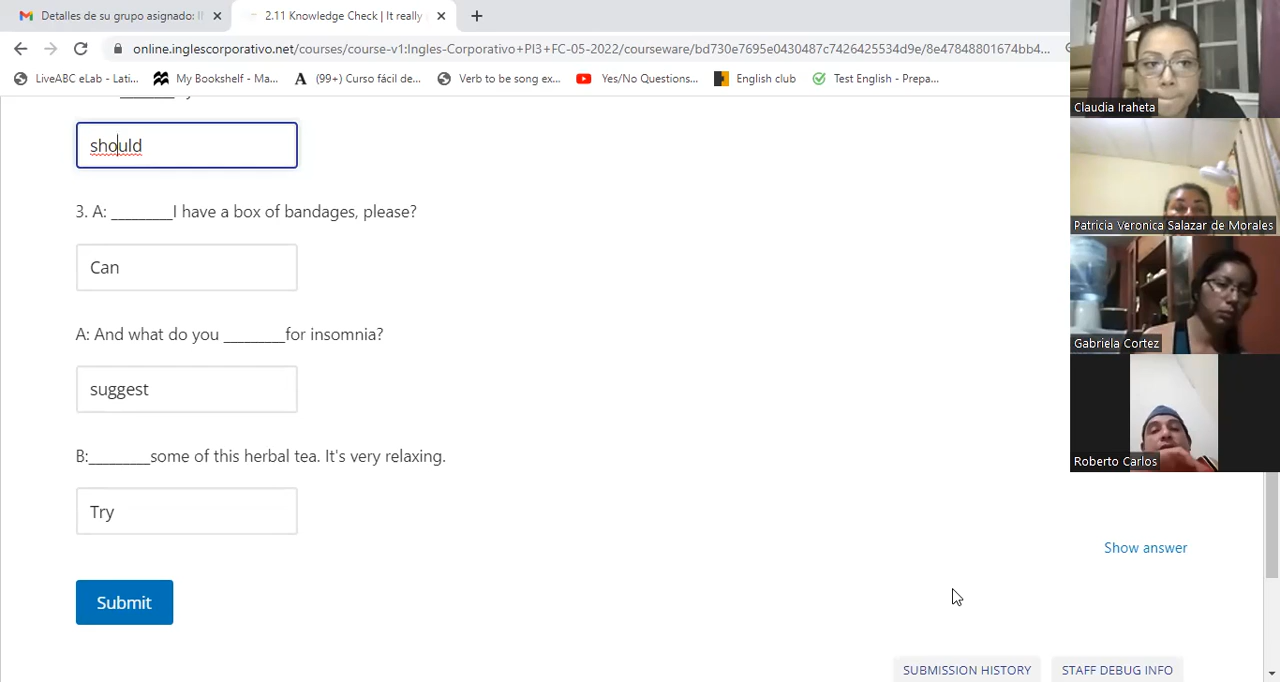 Detalles de su grupo asignado: I
2.11 Knowledge Check | It really
online.inglescorporativo.net/courses/course-v1:Ingles-Corporativo+PI3+FC-05-2022/courseware/bd730e7695e0430487c7426425534d9e/8e47848801674bb4...
LiveABC eLab - Lati... My Bookshelf - Ma... (99+) Curso fácil de... Verb to be song ex... Yes/No Questions... English club Test English - Prepa...
should
3. A: _________I have a box of bandages, please?
Can
A: And what do you _________for insomnia?
suggest
B:_________some of this herbal tea. It's very relaxing.
Try
Show answer
Submit
SUBMISSION HISTORY STAFF DEBUG INFO
Claudia Iraheta
Patricia Veronica Salazar de Morales
Gabriela Cortez
Roberto Carlos